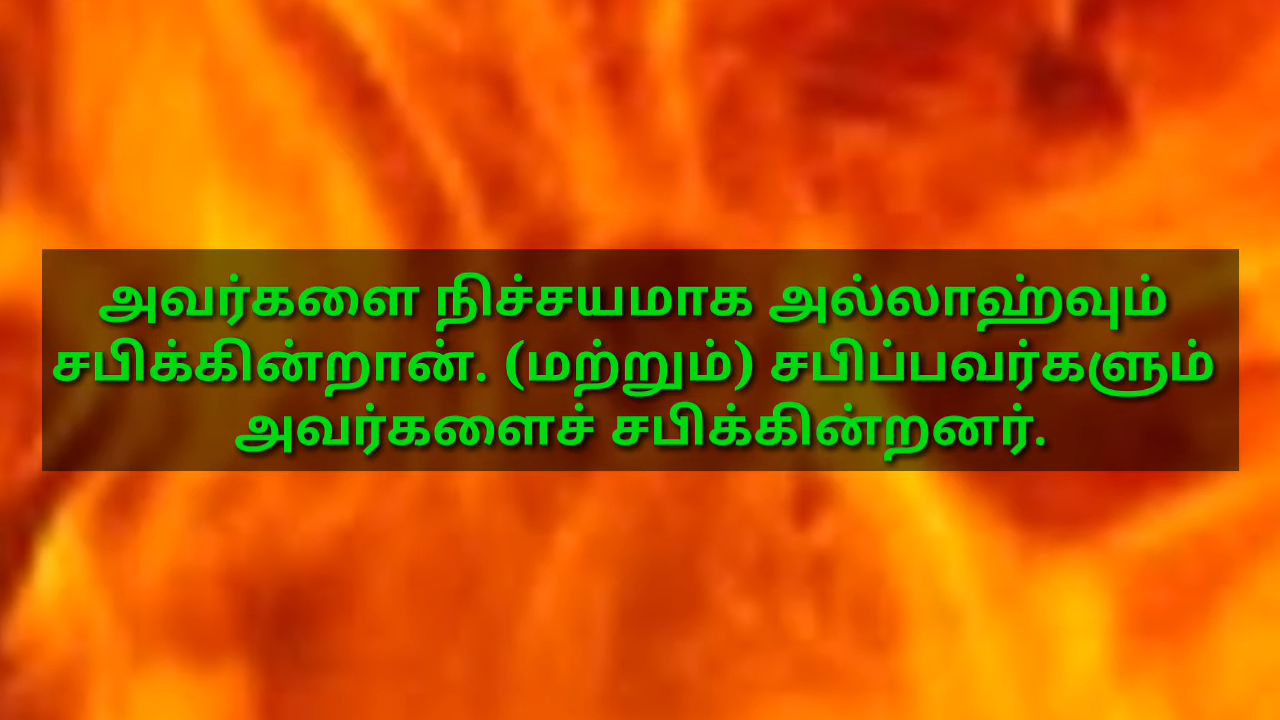 அவர்களை நிச்சயமாக அல்லாஹ்வும்
சபிக்கின்றான். (மற்றும்) சபிப்பவர்களும்
அவர்களைச் சபிக்கின்றனர்.